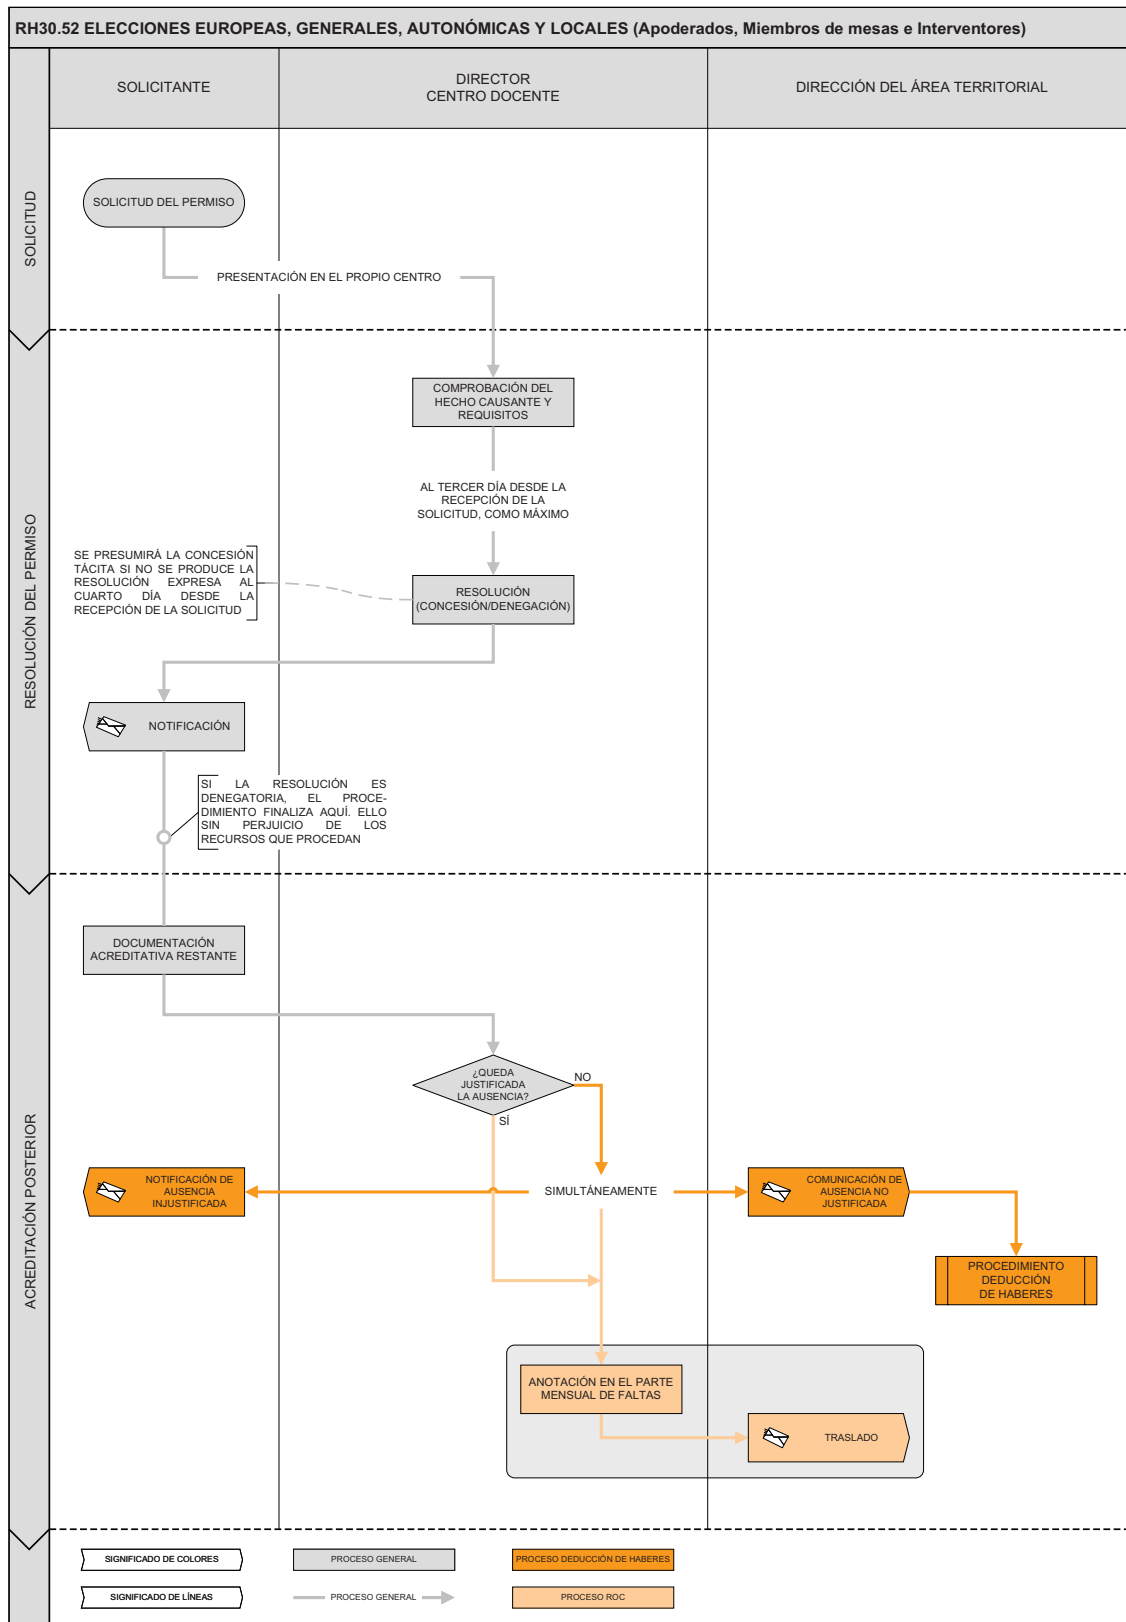 RH30.52 ELECCIONES EUROPEAS, GENERALES, AUTONÓMICAS Y LOCALES (Apoderados, Miembros de mesas e Interventores)
SOLICITANTE
DIRECTOR
CENTRO DOCENTE
DIRECCIÓN DEL ÁREA TERRITORIAL
SOLICITUD
SOLICITUD DEL PERMISO
PRESENTACIÓN EN EL PROPIO CENTRO
RESOLUCIÓN DEL PERMISO
COMPROBACIÓN DEL
HECHO CAUSANTE Y
REQUISITOS
AL TERCER DÍA DESDE LA
RECEPCIÓN DE LA
SOLICITUD, COMO MÁXIMO
SE PRESUMIRÁ LA CONCESIÓN
TÁCITA SI NO SE PRODUCE LA
RESOLUCIÓN EXPRESA AL
CUARTO DÍA DESDE LA
RECEPCIÓN DE LA SOLICITUD
RESOLUCIÓN
(CONCESIÓN/DENEGACIÓN)
NOTIFICACIÓN
SI LA RESOLUCIÓN ES
DENEGATORIA, EL PROCE-
DIMIENTO FINALIZA AQUÍ. ELLO
SIN PERJUICIO DE LOS
RECURSOS QUE PROCEDAN
ACREDITACIÓN POSTERIOR
DOCUMENTACIÓN
ACREDITATIVA RESTANTE
¿QUEDA
JUSTIFICADA
LA AUSENCIA?
NO
SÍ
NOTIFICACIÓN DE
AUSENCIA
INJUSTIFICADA
SIMULTÁNEAMENTE
COMUNICACIÓN DE
AUSENCIA NO
JUSTIFICADA
PROCEDIMIENTO
DEDUCCIÓN
DE HABERES
ANOTACIÓN EN EL PARTE
MENSUAL DE FALTAS
TRASLADO
SIGNIFICADO DE COLORES
PROCESO GENERAL
PROCESO DEDUCCIÓN DE HABERES
SIGNIFICADO DE LÍNEAS
PROCESO GENERAL
PROCESO ROC